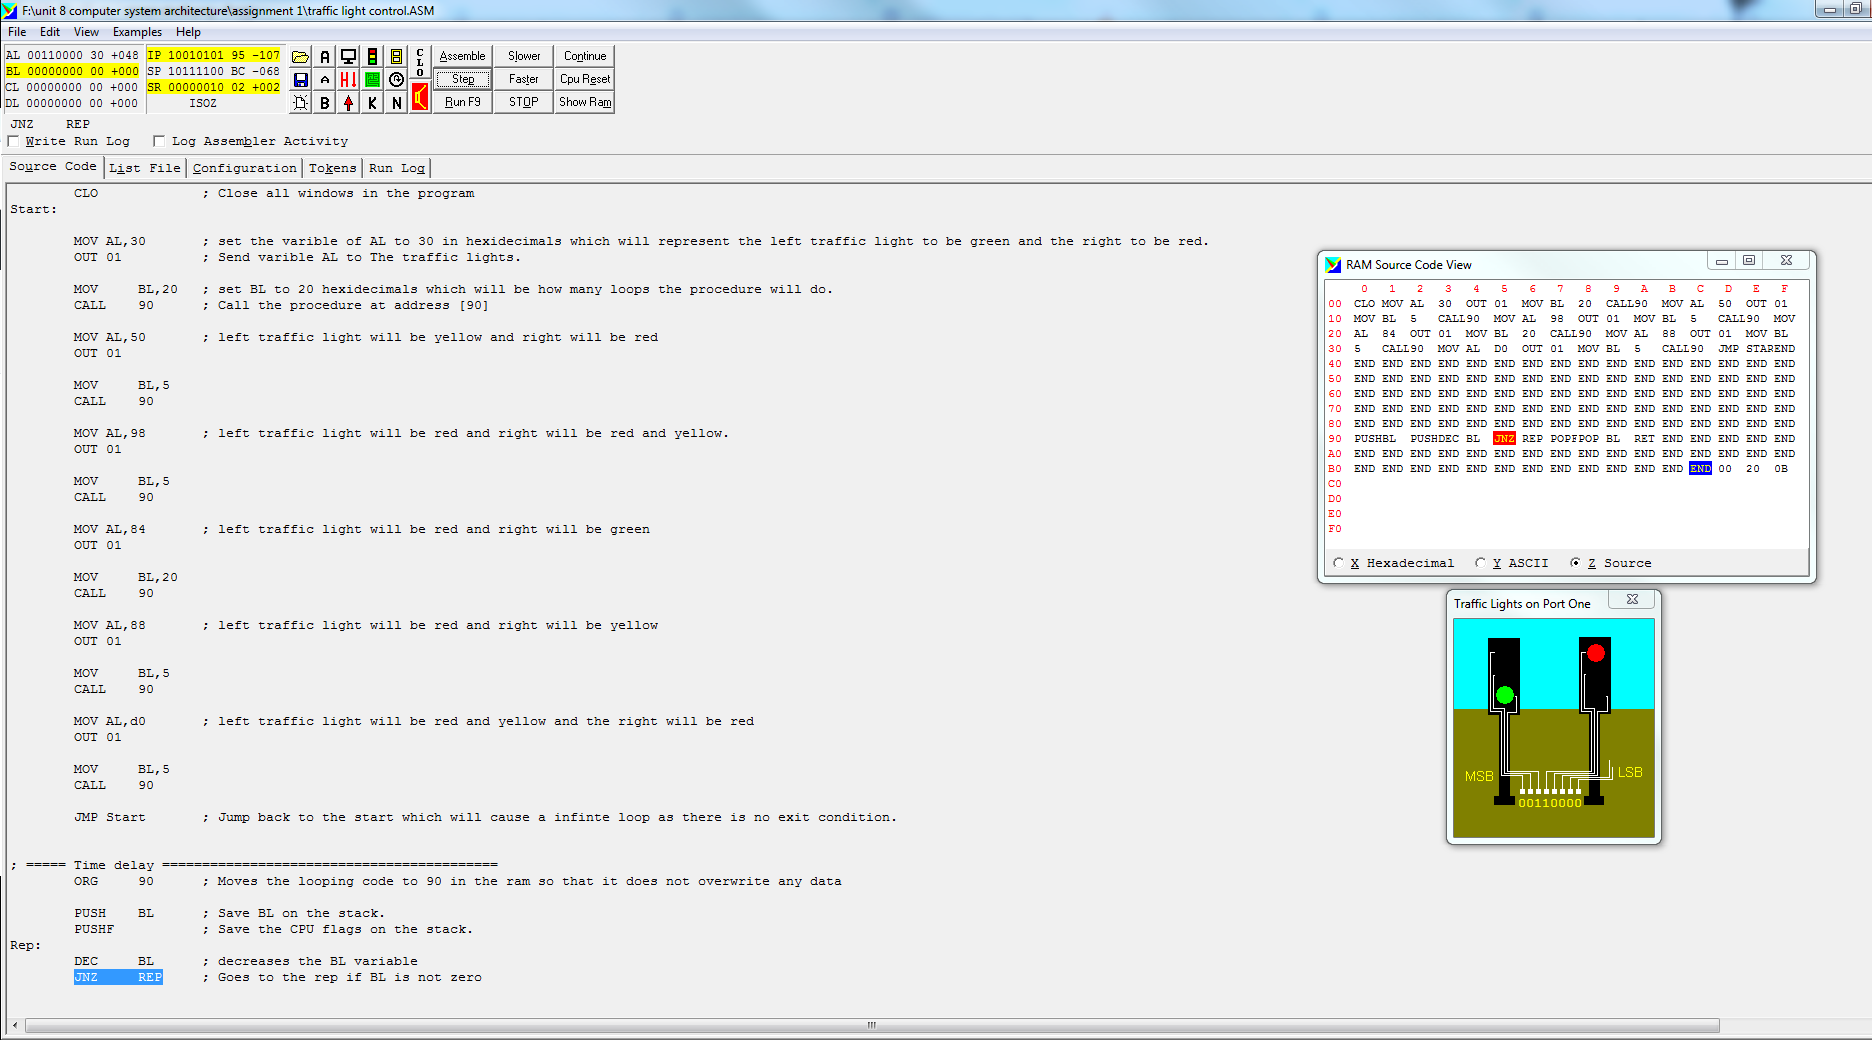 F:\unit 8 computer system architecture\assignment 1\traffic light control.ASM
File Edit View Examples Help
AL 00110000 30 +048 IP 10010101 95 -107
BL 00000000 00 +000 SP 10111100 BC -068
CL 00000000 00 +000 SR 00000010 02 +002
DL 00000000 00 +000 ISOZ
A H! A B K N CLO
Assemble Slower Continue
Step Faster Cpu Reset
Run F9 STOP Show Ram
JNZ REP
Write Run Log Log Assembler Activity
Source Code List File Configuration Tokens Run Log
CLO ; Close all windows in the program
Start:
MOV AL,30 ; set the varible of AL to 30 in hexidecimals which will represent the left traffic light to be green and the right to be red.
OUT 01 ; Send varible AL to The traffic lights.
MOV BL,20 ; set BL to 20 hexidecimals which will be how many loops the procedure will do.
CALL 90 ; Call the procedure at address [90]
MOV AL,50 ; left traffic light will be yellow and right will be red
OUT 01
MOV BL,5
CALL 90
MOV AL,98 ; left traffic light will be red and right will be red and yellow.
OUT 01
MOV BL,5
CALL 90
MOV AL,84 ; left traffic light will be red and right will be green
OUT 01
MOV BL,20
CALL 90
MOV AL,88 ; left traffic light will be red and right will be yellow
OUT 01
MOV BL,5
CALL 90
MOV AL,d0 ; left traffic light will be red and yellow and the right will be red
OUT 01
MOV BL,5
CALL 90
JMP Start ; Jump back to the start which will cause a infinte loop as there is no exit condition.
; ===== Time delay ==========================================
ORG 90 ; Moves the looping code to 90 in the ram so that it does not overwrite any data
PUSH BL ; Save BL on the stack.
PUSHF ; Save the CPU flags on the stack.
Rep:
DEC BL ; decreases the BL variable
JNZ REP ; Goes to the rep if BL is not zero
RAM Source Code View
0 1 2 3 4 5 6 7 8 9 A B C D E F
00 CLO MOV AL 30 OUT 01 MOV BL 20 CALL90 MOV AL 50 OUT 01
10 MOV BL 5 CALL90 MOV AL 98 OUT 01 MOV BL 5 CALL90 MOV
20 AL 84 OUT 01 MOV BL 20 CALL90 MOV AL 88 OUT 01 MOV BL
30 5 CALL90 MOV AL D0 OUT 01 MOV BL 5 CALL90 JMP STAREND
40 END END END END END END END END END END END END END END END END
50 END END END END END END END END END END END END END END END END
60 END END END END END END END END END END END END END END END END
70 END END END END END END END END END END END END END END END END
80 END END END END END END END END END END END END END END END END
90 PUSHBL PUSHDEC BL JNZ REP POPFPOP BL RET END END END END END
A0 END END END END END END END END END END END END END END END END
B0 END END END END END END END END END END END END END 00 20 0B
C0
D0
E0
F0
X Hexadecimal Y ASCII Z Source
Traffic Lights on Port One
MSB LSB
00110000